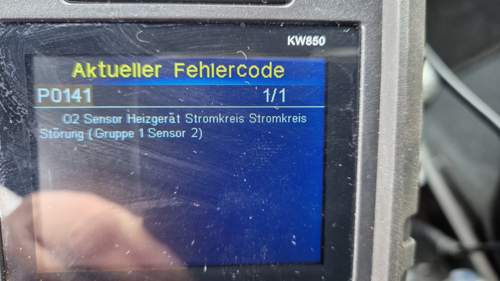 KW850
Aktueller Fehlercode
P0141 1/1
O2 Sensor Heizgerät Stromkreis Stromkreis
Störung (Gruppe 1 Sensor 2)